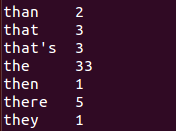 than 2
that 3
that's 3
the 33
then 1
there 5
they 1